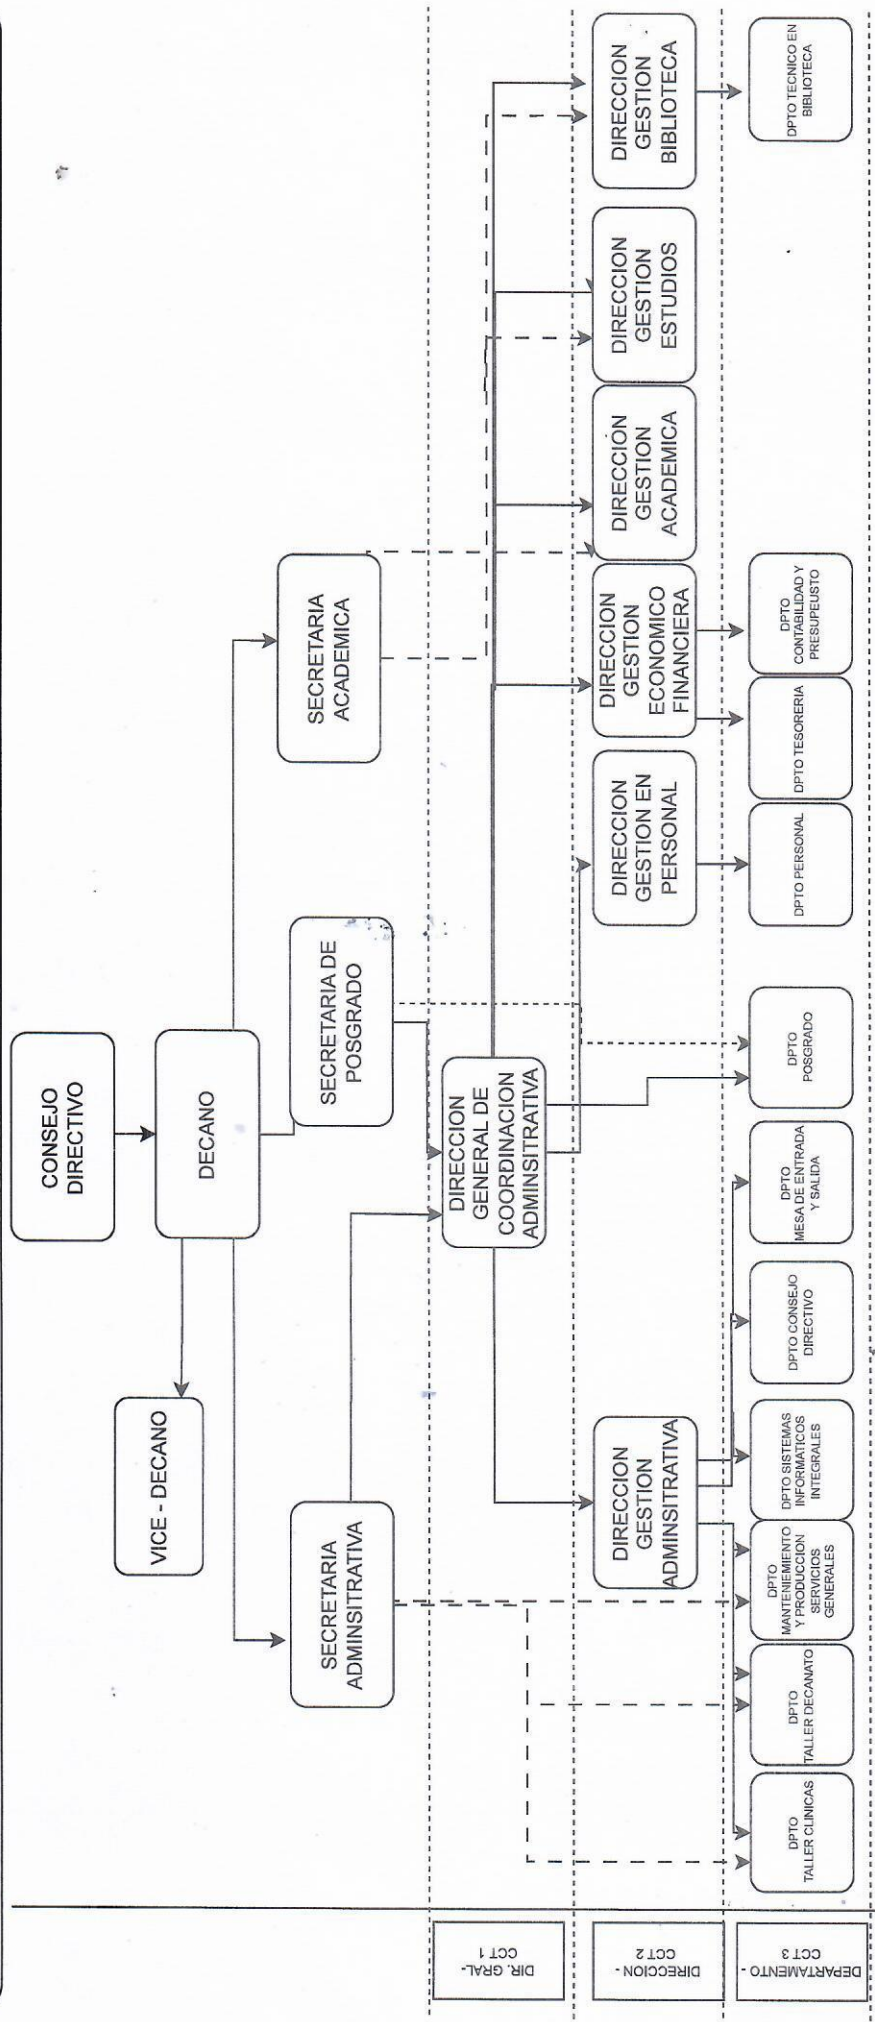 CONSEJO
DIRECTIVO
DECANO
VICE - DECANO
SECRETARIA
ADMINSITRATIVA
SECRETARIA DE
POSGRADO
SECRETARIA
ACADEMICA
DIR. GRAL-
CCT 1
DIRECCION
GENERAL DE
COORDINACION
ADMINSITRATIVA
DIRECCION -
CCT 2
DIRECCION
GESTION
ADMINSITRATIVA
DIRECCION
GESTION EN
PERSONAL
DIRECCION
GESTION
ECONOMICO
FINANCIERA
DIRECCIÓN
GESTION
ACADEMICA
DIRECCION
GESTION
ESTUDIOS
DIRECCION
GESTION
BIBLIOTECA
DEPARTAMENTO -
CCT 3
DPTO
TALLER CLINICAS
DPTO
TALLER DECANATO
DPTO
MANTENIEMIENTO
Y PRODUCCION
SERVICIOS
GENERALES
DPTO SISTEMAS
INFORMATICOS
INTEGRALES
DPTO CONSEJO
DIRECTIVO
DPTO
MESA DE ENTRADA
Y SALIDA
DPTO
POSGRADO
DPTO PERSONAL
DPTO TESORERIA
DPTO
CONTABILIDAD Y
PRESUPEUSTO
DPTO TECNICO EN
BIBLIOTECA